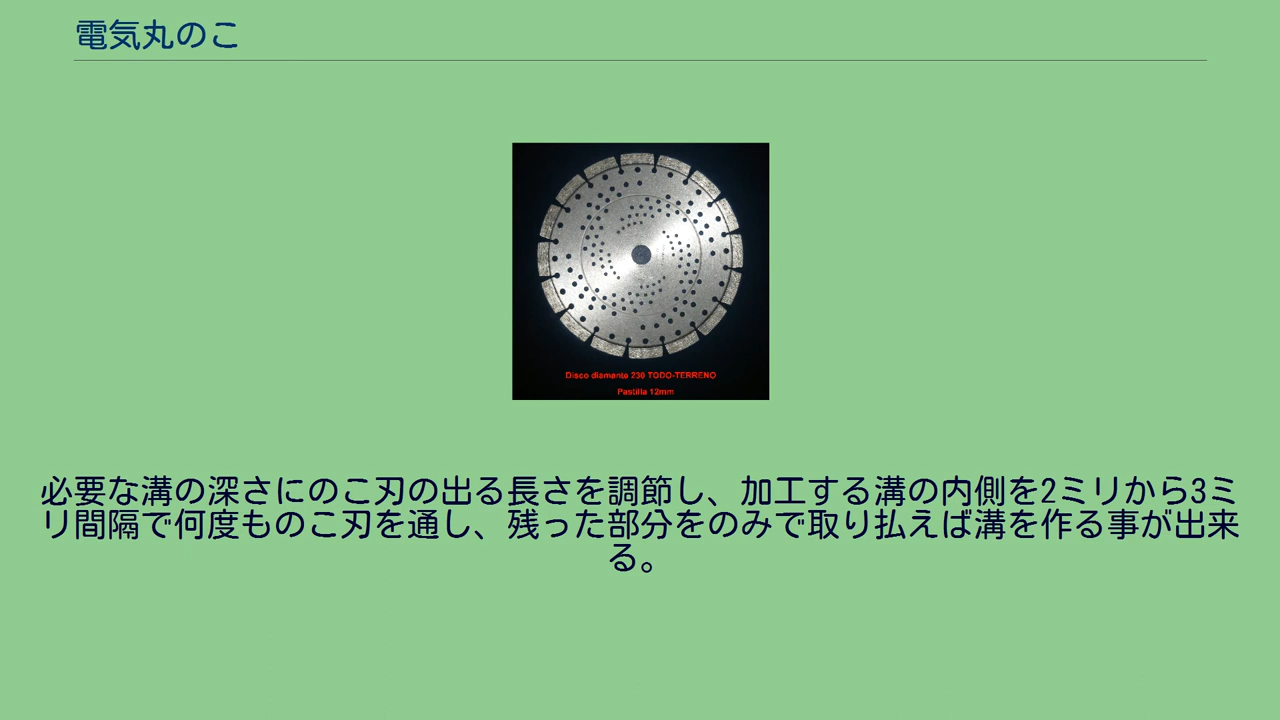 電気丸のこ
Disco diamante 230 TODO-TERRENO
Pastilla 12mm
必要な溝の深さにのこ刃の出る長さを調節し、加工する溝の内側を2ミリから3ミ
リ間隔で何度ものこ刃を通し、残った部分をのみで取り払えば溝を作る事が出来
る。